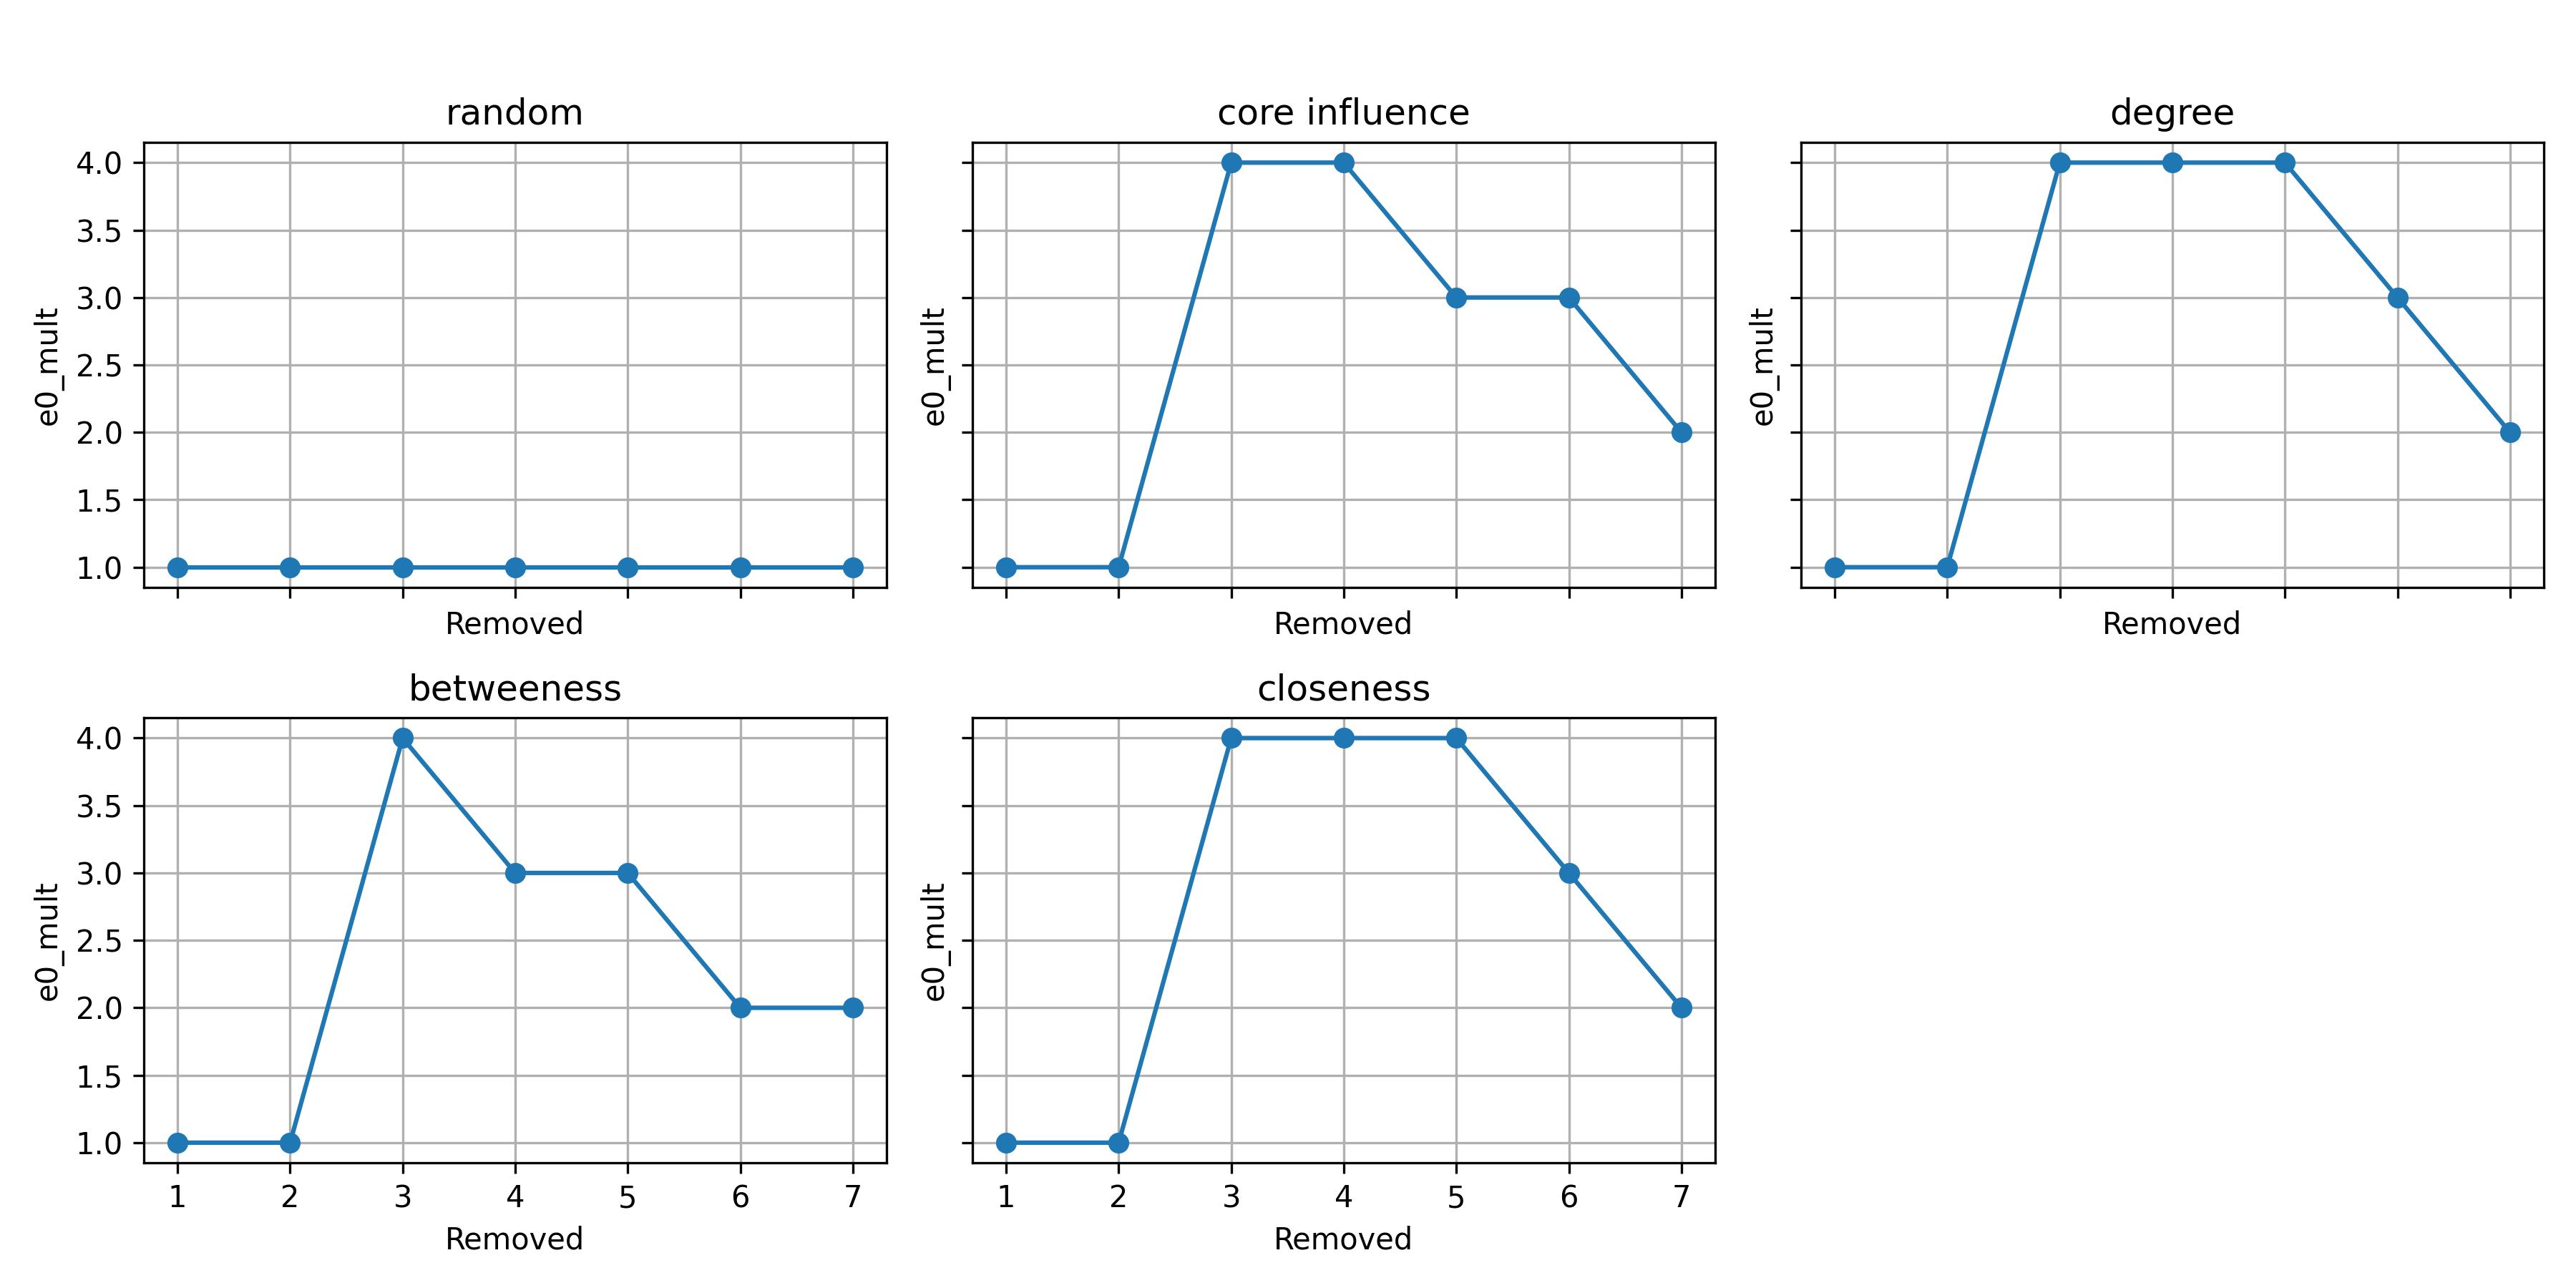 random
core influence
degree
4.0
3.5
3.0
2.5
2.0
1.5
1.0
e0_mult
e0_mult
e0_mult
Removed
Removed
Removed
betweeness
closeness
4.0
3.5
3.0
2.5
2.0
1.5
1.0
e0_mult
e0_mult
1 2 3 4 5 6 7
1 2 3 4 5 6 7
Removed
Removed